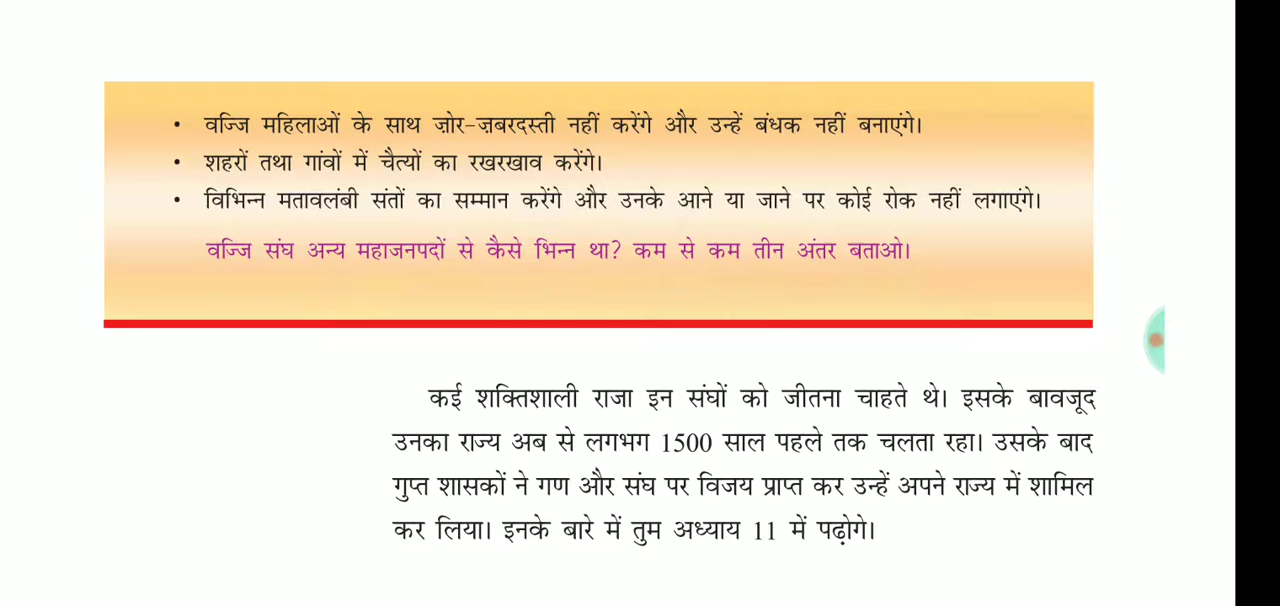 • वज्जि महिलाओं के साथ ज़ोर-ज़बरदस्ती नहीं करेंगे और उन्हें बंधक नहीं बनाएंगे।
• शहरों तथा गांवों में चैत्यों का रखरखाव करेंगे।
• विभिन्न मतावलंबी संतों का सम्मान करेंगे और उनके आने या जाने पर कोई रोक नहीं लगाएंगे।
वज्जि संघ अन्य महाजनपदों से कैसे भिन्न था? कम से कम तीन अंतर बताओ।
कई शक्तिशाली राजा इन संघों को जीतना चाहते थे। इसके बावजूद
उनका राज्य अब से लगभग 1500 साल पहले तक चलता रहा। उसके बाद
गुप्त शासकों ने गण और संघ पर विजय प्राप्त कर उन्हें अपने राज्य में शामिल
कर लिया। इनके बारे में तुम अध्याय 11 में पढ़ोगे।